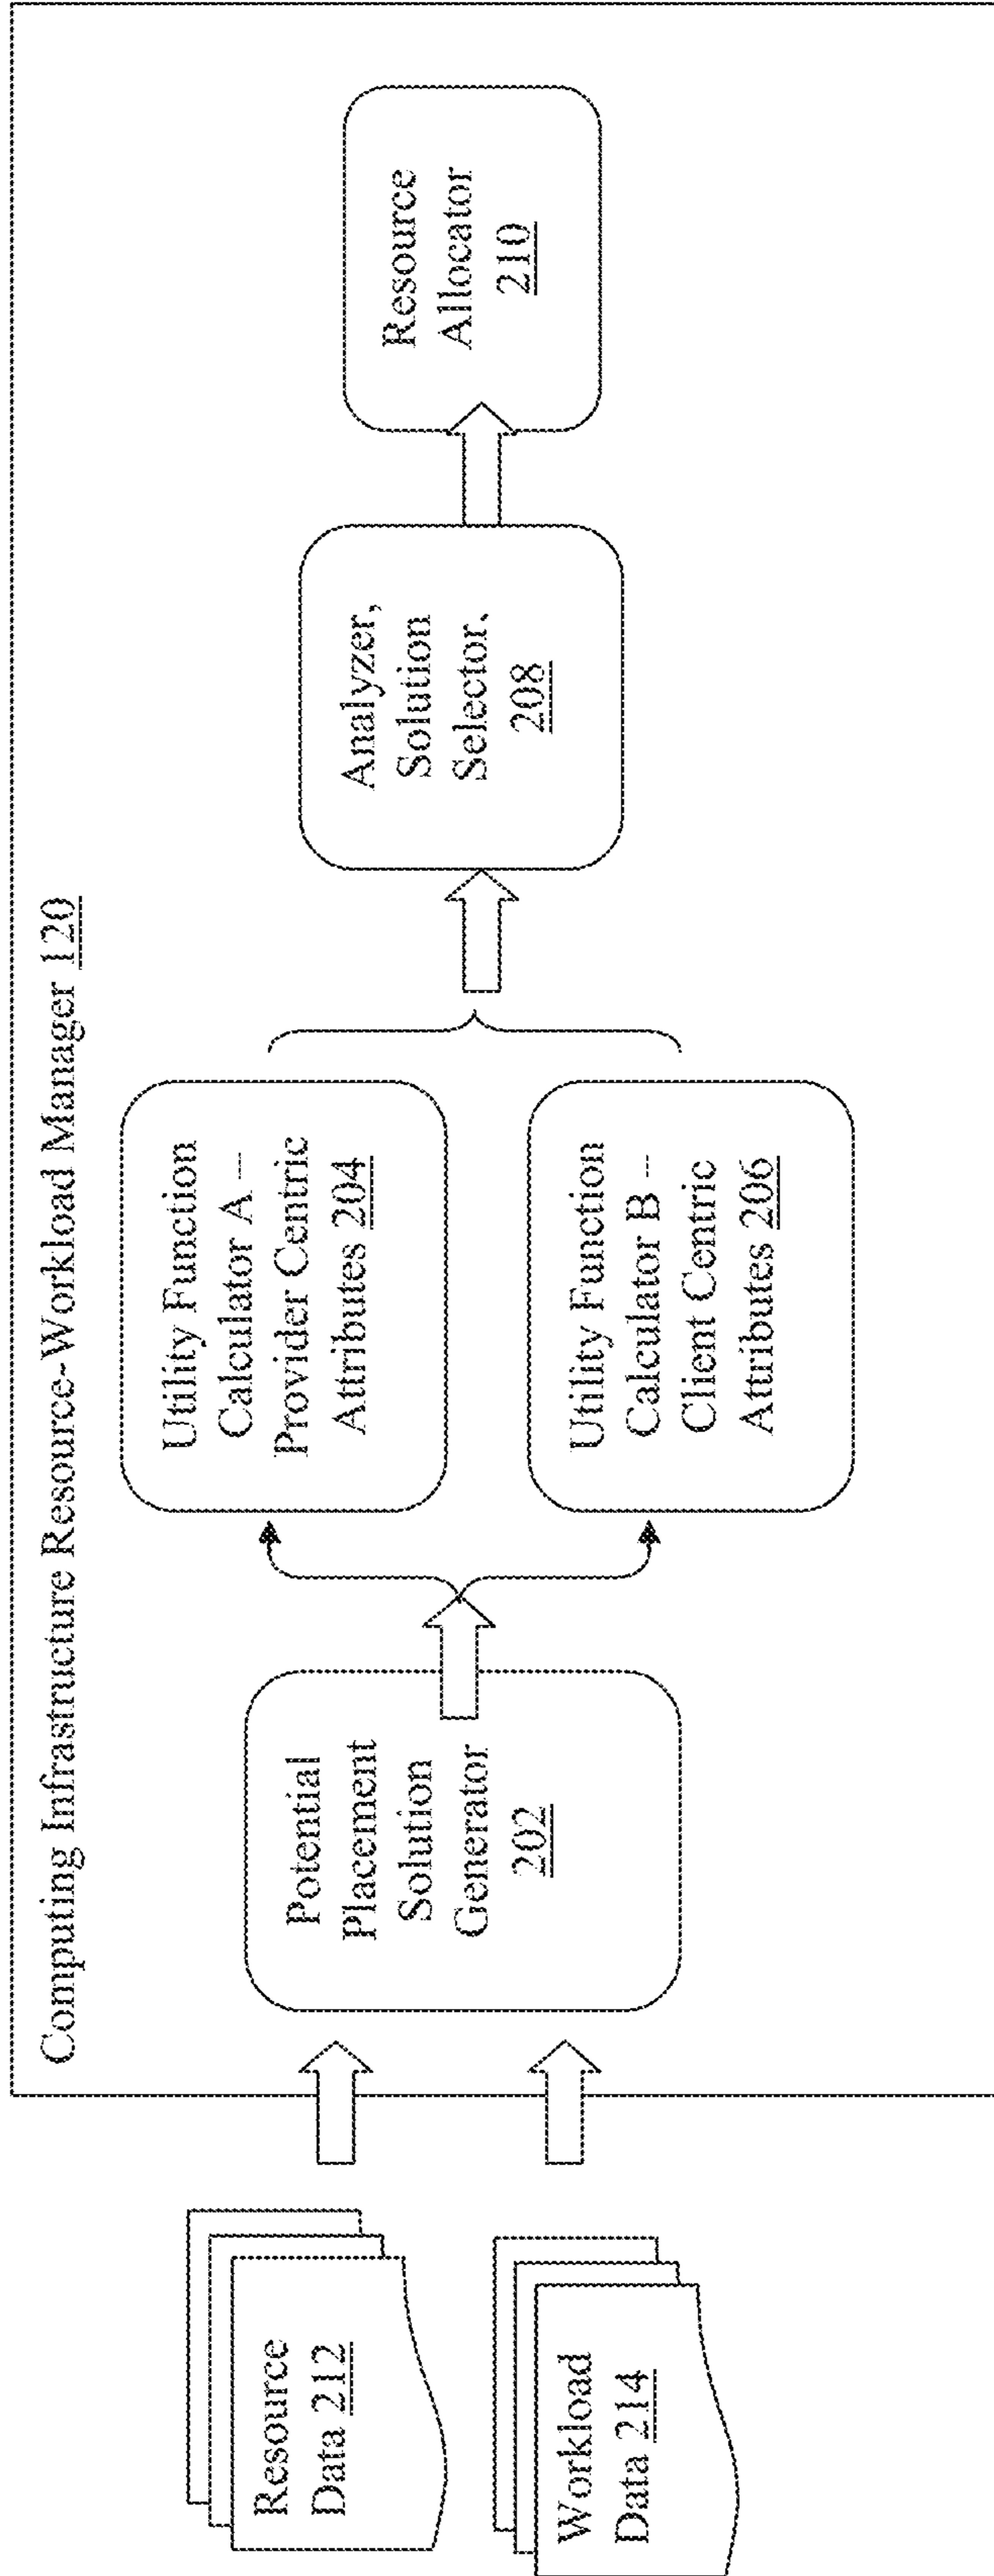 Computing Infrastructure Resource-Workload Manager 120
Resource
Data 212
Workload
Data 214
Potential
Placement
Solution
Generator
202
Utility Function
Calculator A –
Provider Centric
Attributes 204
Utility Function
Calculator B –
Client Centric
Attributes 206
Analyzer,
Solution
Selector.
208
Resource
Allocator
210